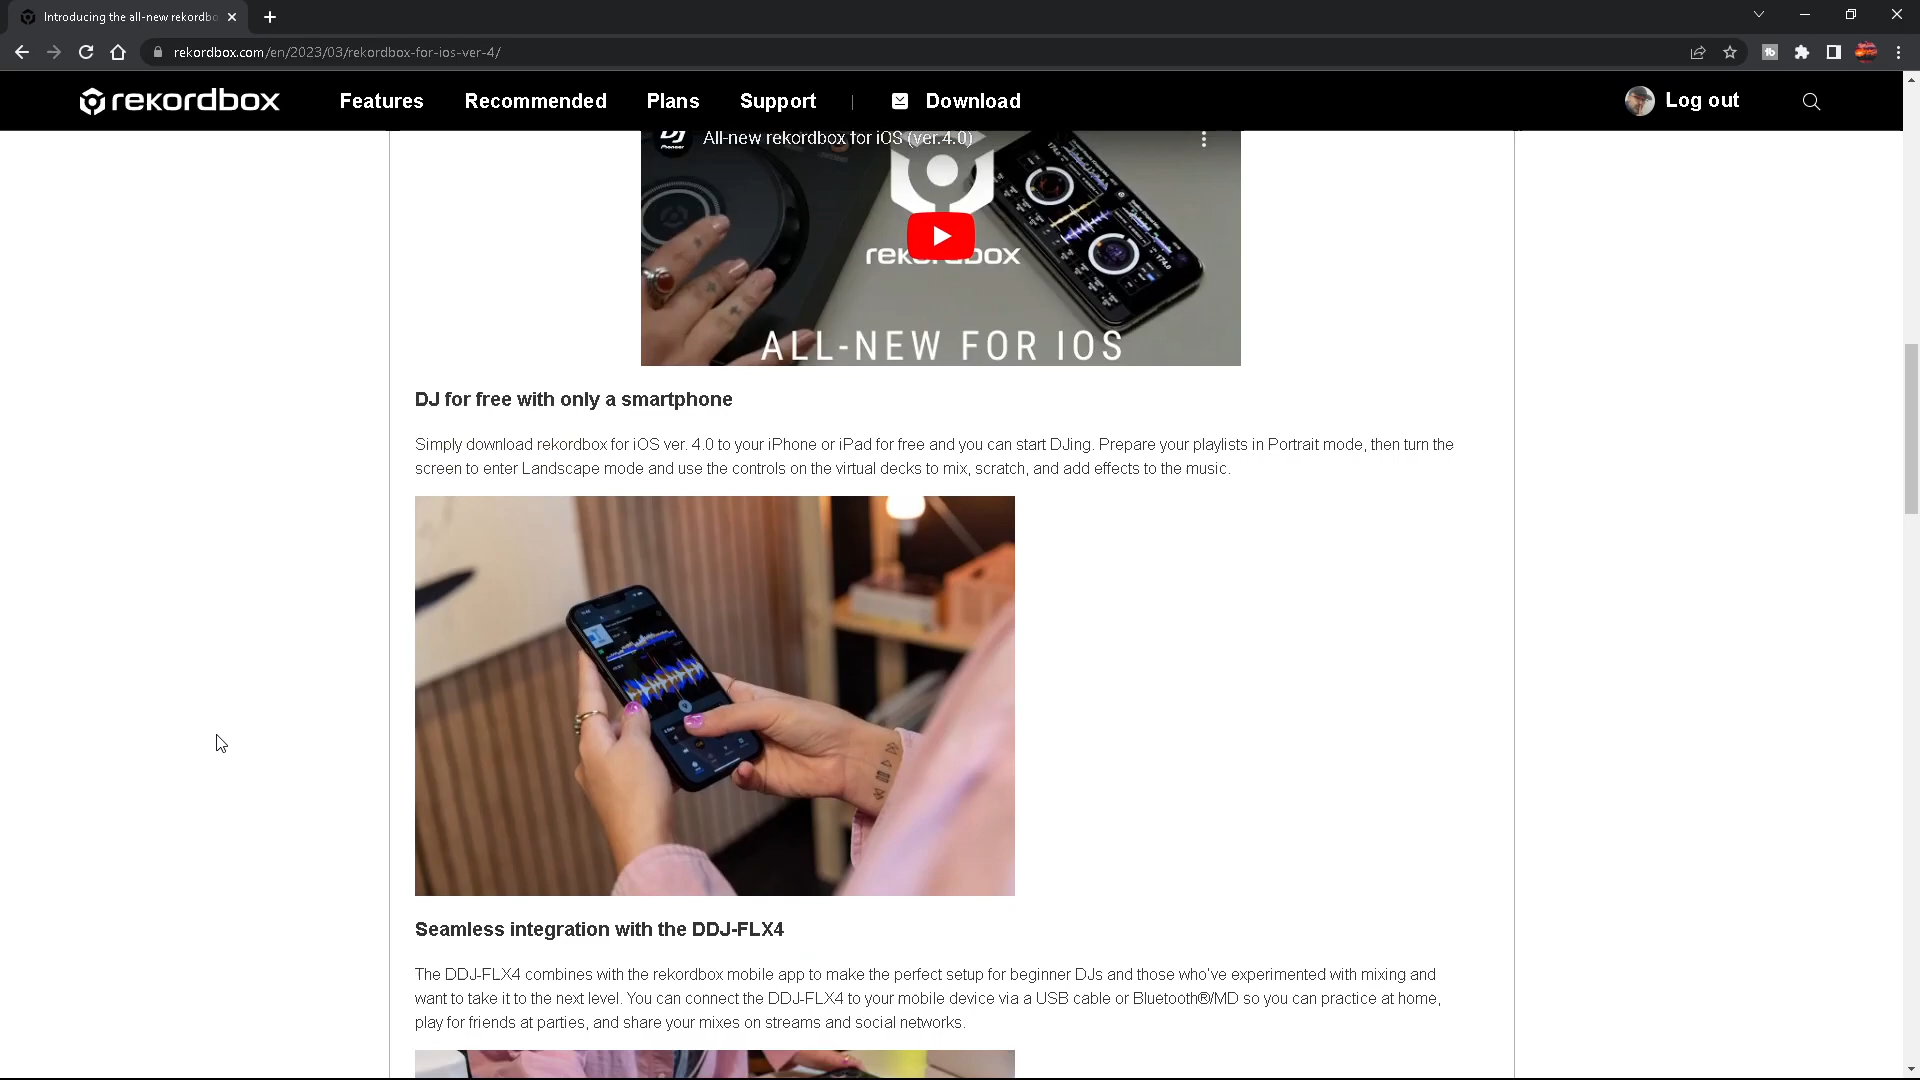 Introducing the all-new rekordbo
rekordbox.com/en/2023/03/rekordbox-for-ios-ver-4/
rekordbox
Features
Recommended
Plans
Support
|
Download
Log out
DJ
Pioneer
All-new rekordbox for iOS (ver.4.0)
rekordbox
ALL-NEW FOR IOS
DJ for free with only a smartphone
Simply download rekordbox for iOS ver. 4.0 to your iPhone or iPad for free and you can start DJing. Prepare your playlists in Portrait mode, then turn the
screen to enter Landscape mode and use the controls on the virtual decks to mix, scratch, and add effects to the music.
Seamless integration with the DDJ-FLX4
The DDJ-FLX4 combines with the rekordbox mobile app to make the perfect setup for beginner DJs and those who've experimented with mixing and
want to take it to the next level. You can connect the DDJ-FLX4 to your mobile device via a USB cable or Bluetooth®/MD so you can practice at home,
play for friends at parties, and share your mixes on streams and social networks.